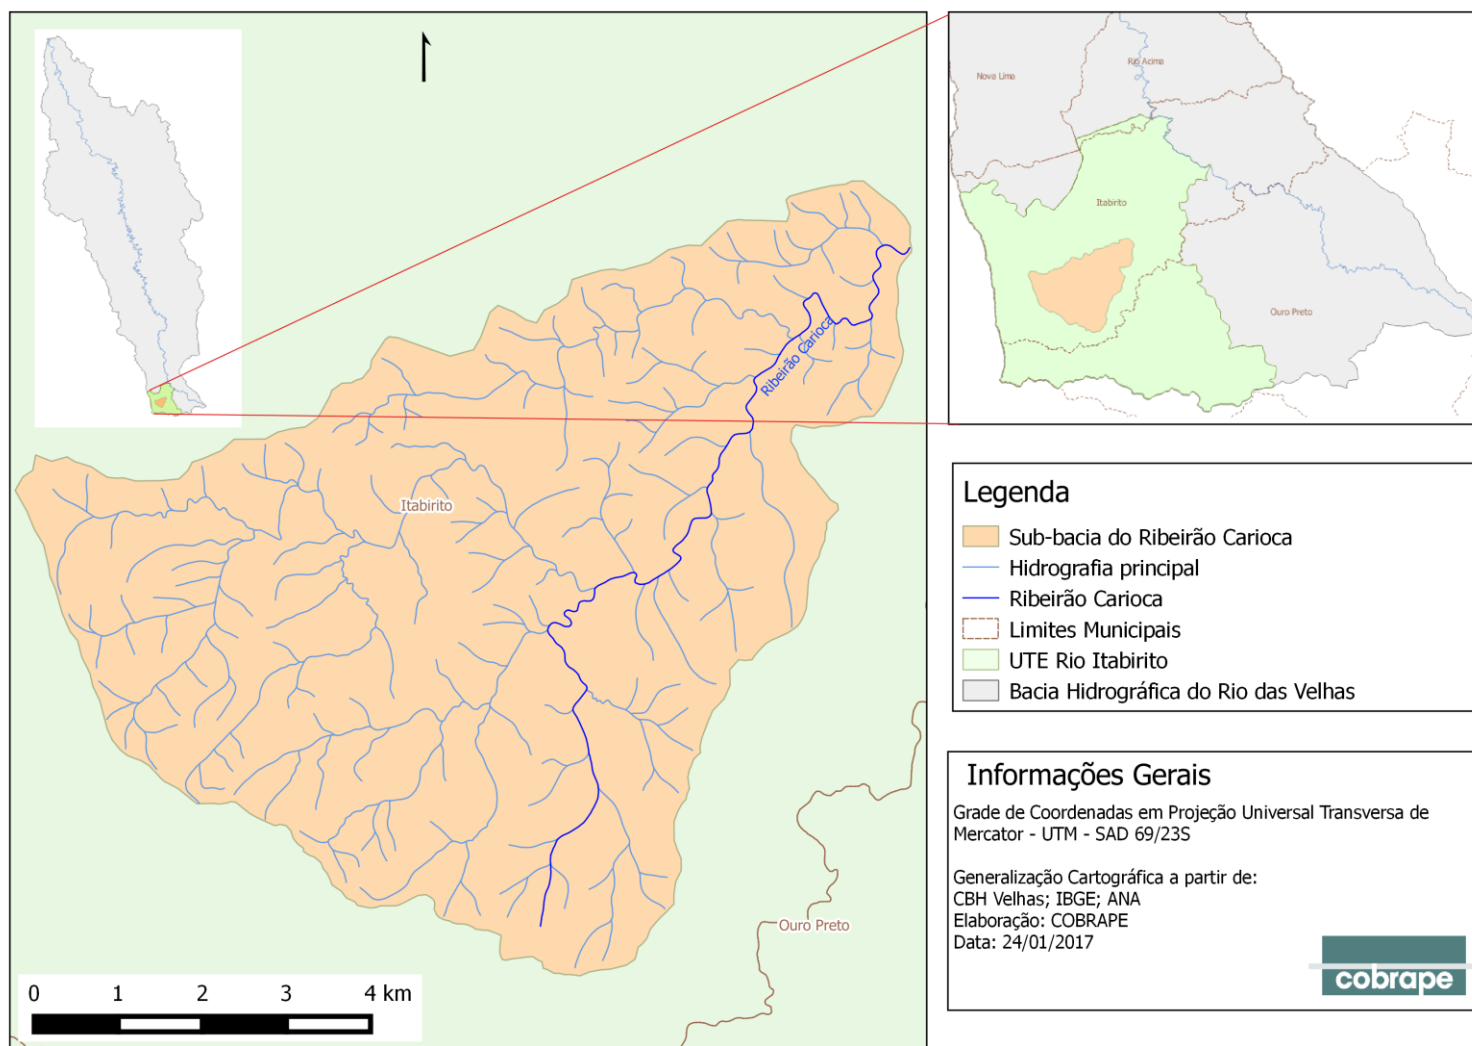 Nova Lima
Rio Acima
Itabirito
Ouro Preto
Ribeirão Carioca
Itabirito
Ouro Preto
0 1 2 3 4 km
Legenda
Sub-bacia do Ribeirão Carioca
Hidrografia principal
Ribeirão Carioca
Limites Municipais
UTE Rio Itabirito
Bacia Hidrográfica do Rio das Velhas
Informações Gerais
Grade de Coordenadas em Projeção Universal Transversa de
Mercator - UTM - SAD 69/23S
Generalização Cartográfica a partir de:
CBH Velhas; IBGE; ANA
Elaboração: COBRAPE
Data: 24/01/2017
cobrape